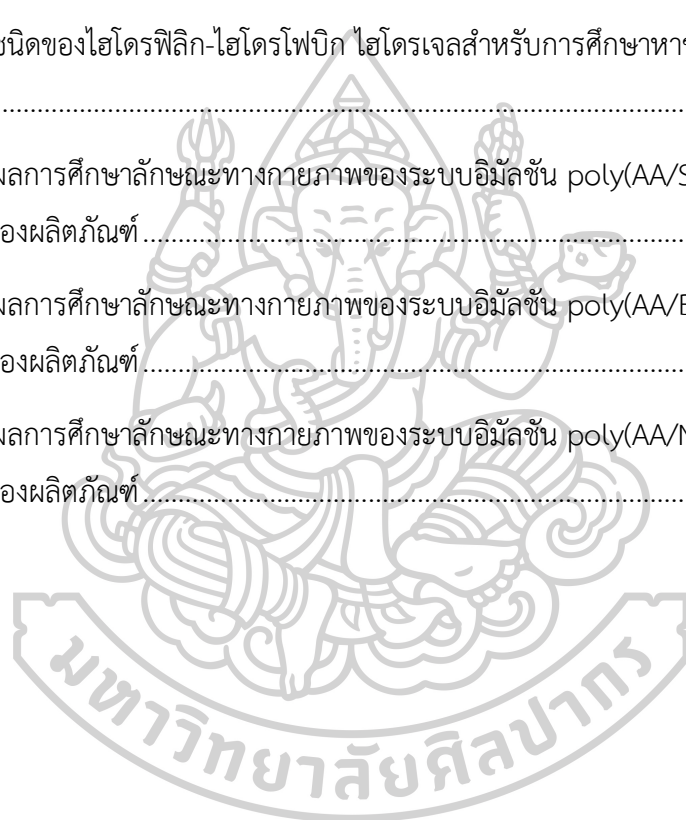 ชนิดของไฮโดรฟิลิก-ไฮโดรโฟบิก ไฮโดรเจลสำหรับการศึกษาหา
................................................................................................
ผลการศึกษาลักษณะทางกายภาพของระบบอิมัลชัน poly(AA/S
องผลิตภัณฑ์ ................................................................................
ผลการศึกษาลักษณะทางกายภาพของระบบอิมัลชัน poly(AA/
องผลิตภัณฑ์ ................................................................................
ผลการศึกษาลักษณะทางกายภาพของระบบอิมัลชัน poly(AA/
องผลิตภัณฑ์ ................................................................................
มหาวิทยาลัยศิลปากร